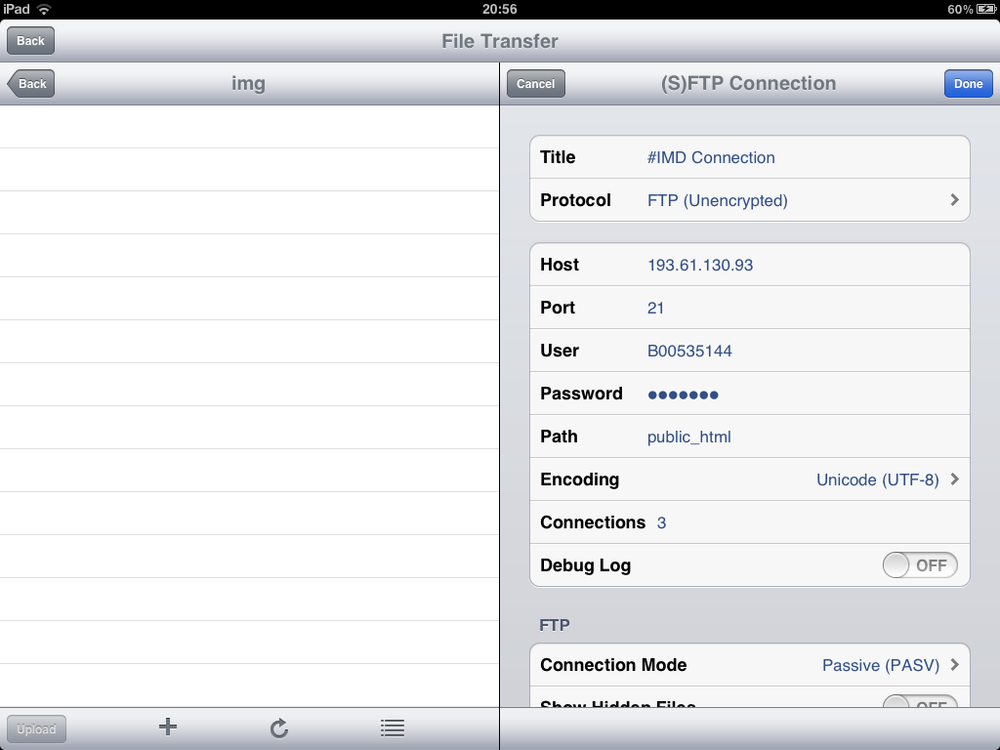 iPad 20:56 60%
Back File Transfer
Back img
Cancel (S)FTP Connection Done
Title #IMD Connection
Protocol FTP (Unencrypted)
Host 193.61.130.93
Port 21
User B00535144
Password ●●●●●●●
Path public_html
Encoding Unicode (UTF-8)
Connections 3
Debug Log OFF
FTP
Connection Mode Passive (PASV)
Show Hidden Files OFF
Upload